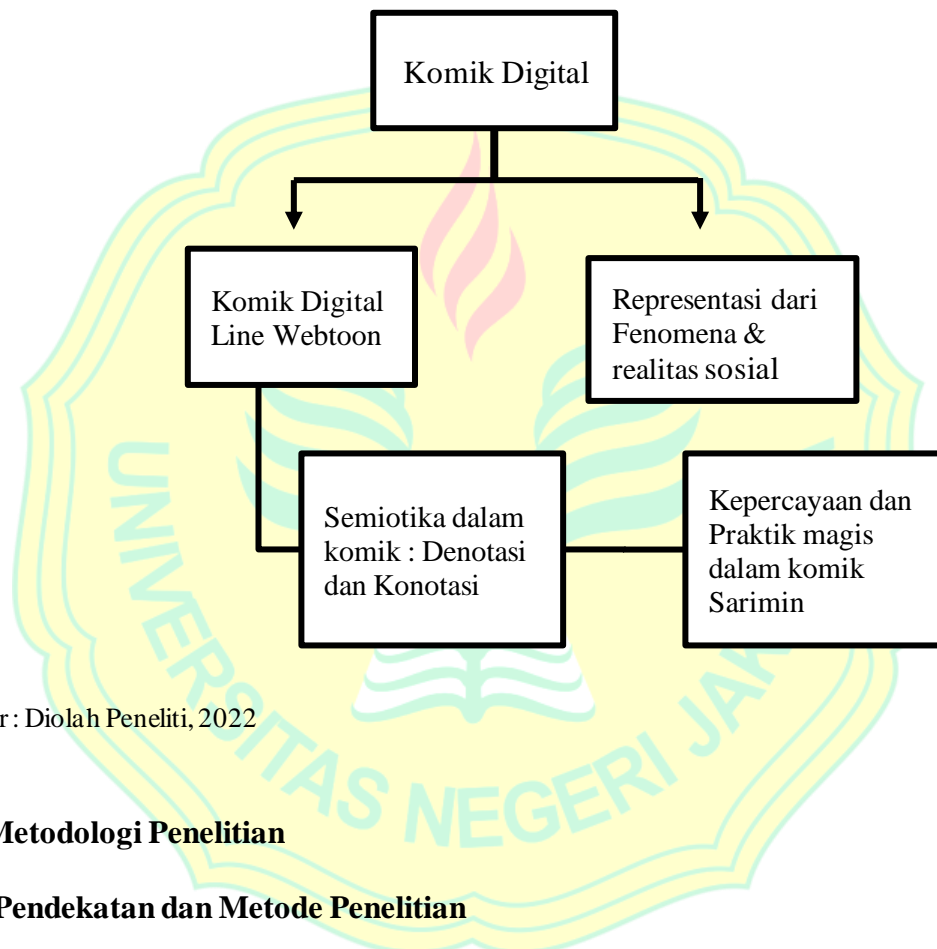 Komik Digital
Komik Digital
Line Webtoon
Representasi dari
Fenomena &
realitas sosial
Semiotika dalam
komik : Denotasi
dan Konotasi
Kepercayaan dan
Praktik magis
dalam komik
Sarimin
UNIVERSITAS NEGERI
r : Diolah Peneliti, 2022
Metodologi Penelitian
Pendekatan dan Metode Penelitian